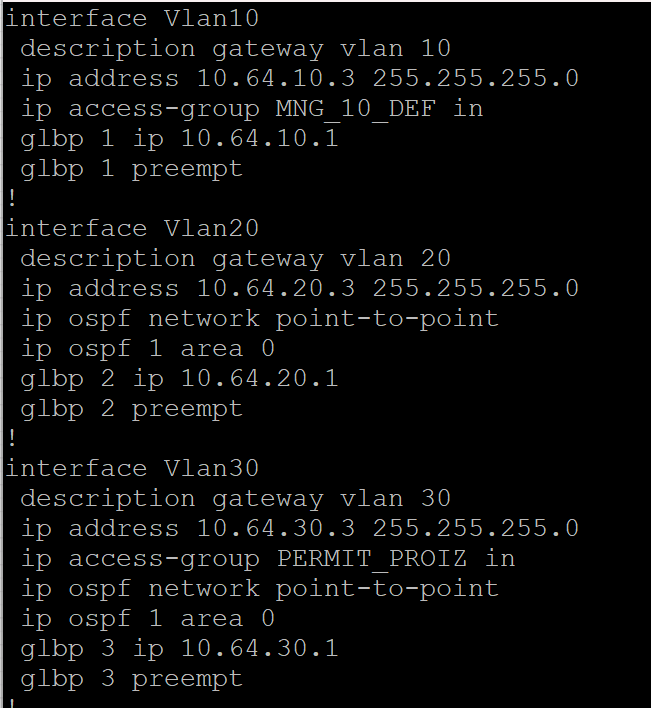 interface Vlan10
 description gateway vlan 10
 ip address 10.64.10.3 255.255.255.0
 ip access-group MNG_10_DEF in
 glbp 1 ip 10.64.10.1
 glbp 1 preempt
!
interface Vlan20
 description gateway vlan 20
 ip address 10.64.20.3 255.255.255.0
 ip ospf network point-to-point
 ip ospf 1 area 0
 glbp 2 ip 10.64.20.1
 glbp 2 preempt
!
interface Vlan30
 description gateway vlan 30
 ip address 10.64.30.3 255.255.255.0
 ip access-group PERMIT_PROIZ in
 ip ospf network point-to-point
 ip ospf 1 area 0
 glbp 3 ip 10.64.30.1
 glbp 3 preempt
!